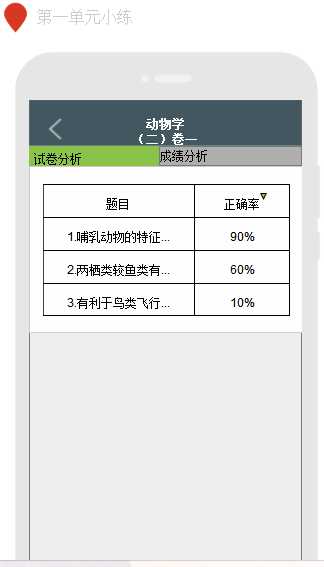 第一单元小练
动物学
（二）卷一
试卷分析 成绩分析
题目 正确率
1.哺乳动物的特征... 90%
2.两栖类较鱼类有... 60%
3.有利于鸟类飞行... 10%